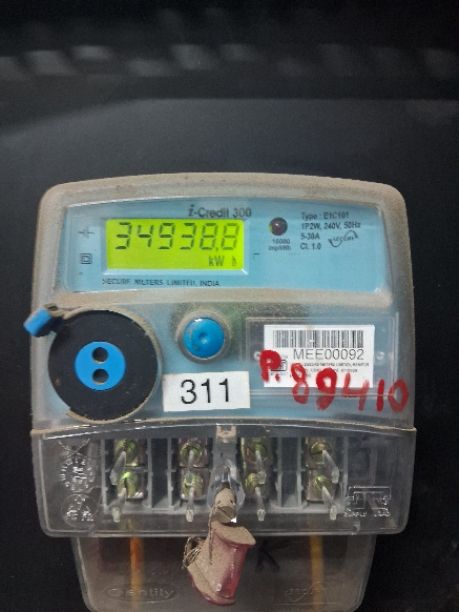 i-Credit 300
34938.8
kW h
SECURE METERS LIMITED, INDIA
Type : E1C101
1P2W, 240V, 50Hz
5-30A
Cl. 1.0
SECURE
MEE00092
P. 89410
311